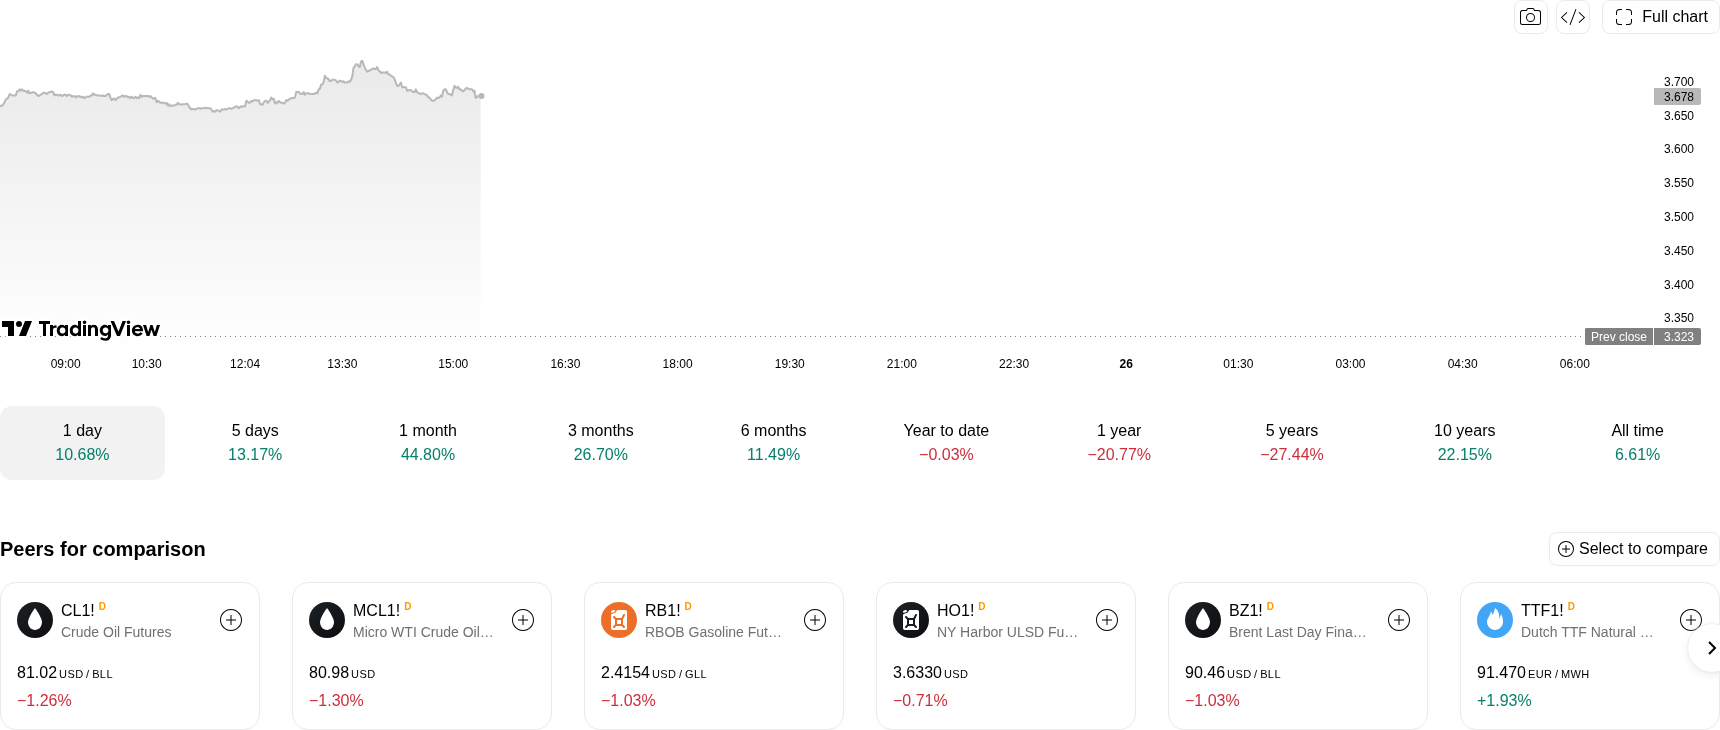 Full chart
3.700
3.678
3.650
3.600
3.550
3.500
3.450
3.400
3.350
TradingView
Prev close 3.323
09:00 10:30 12:04 13:30 15:00 16:30 18:00 19:30 21:00 22:30 26 01:30 03:00 04:30 06:00
1 day 5 days 1 month 3 months 6 months Year to date 1 year 5 years 10 years All time
10.68% 13.17% 44.80% 26.70% 11.49% −0.03% −20.77% −27.44% 22.15% 6.61%
Peers for comparison
Select to compare
CL1! D
Crude Oil Futures
81.02 USD / BLL
−1.26%
MCL1! D
Micro WTI Crude Oil…
80.98 USD
−1.30%
RB1! D
RBOB Gasoline Fut…
2.4154 USD / GLL
−1.03%
HO1! D
NY Harbor ULSD Fu…
3.6330 USD
−0.71%
BZ1! D
Brent Last Day Fina…
90.46 USD / BLL
−1.03%
TTF1! D
Dutch TTF Natural …
91.470 EUR / MWH
+1.93%